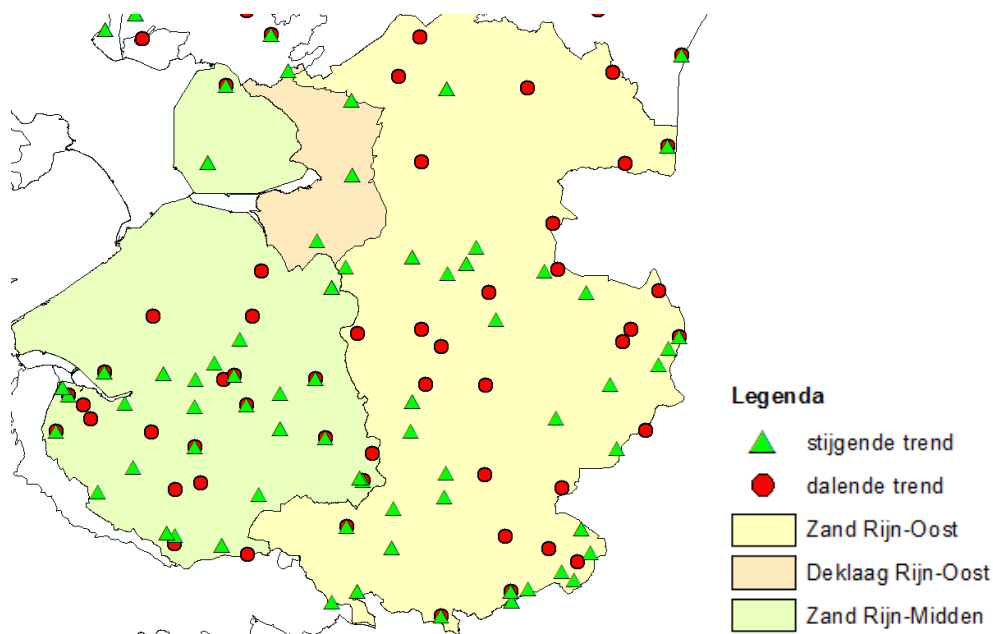 Legenda
stijgende trend
dalende trend
Zand Rijn-Oost
Deklaag Rijn-Oost
Zand Rijn-Midden